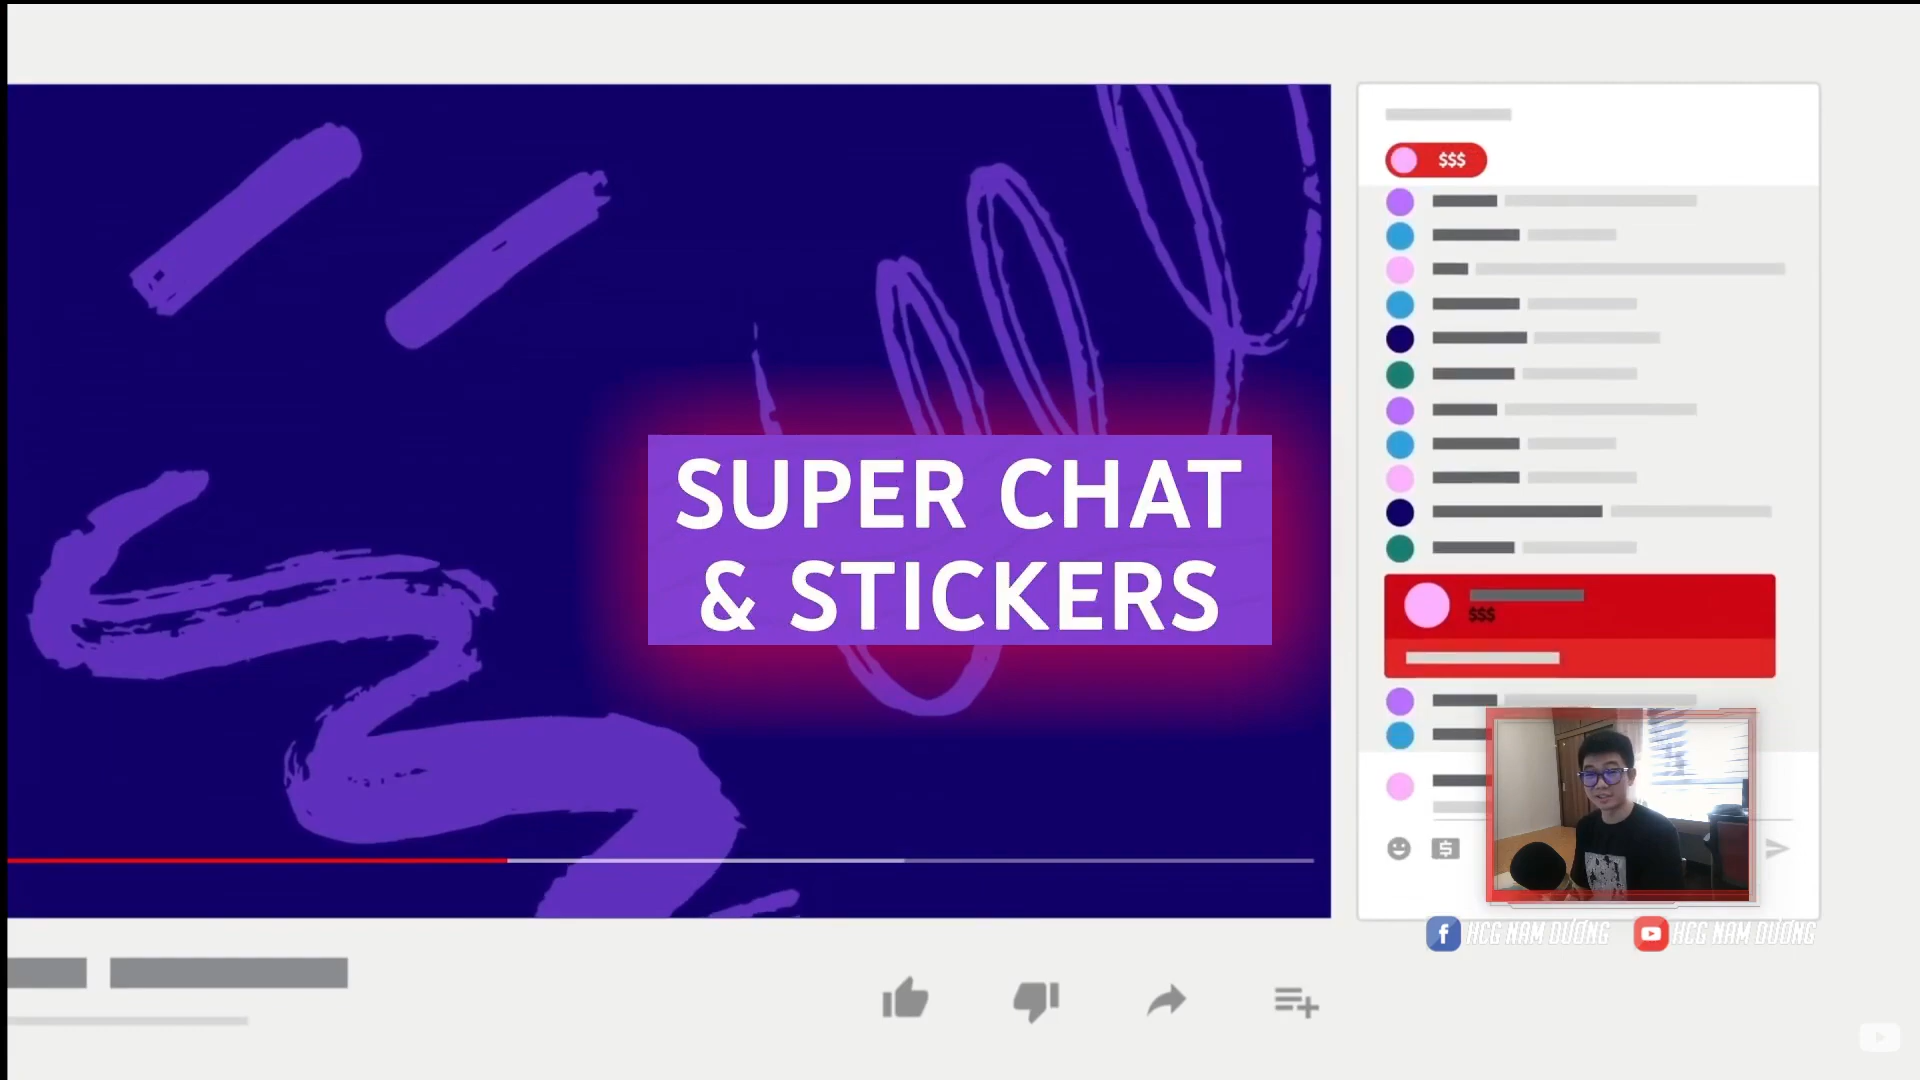 $$$
SUPER CHAT
& STICKERS
$$$
HCG NAM DƯƠNG
HCG NAM DƯƠNG